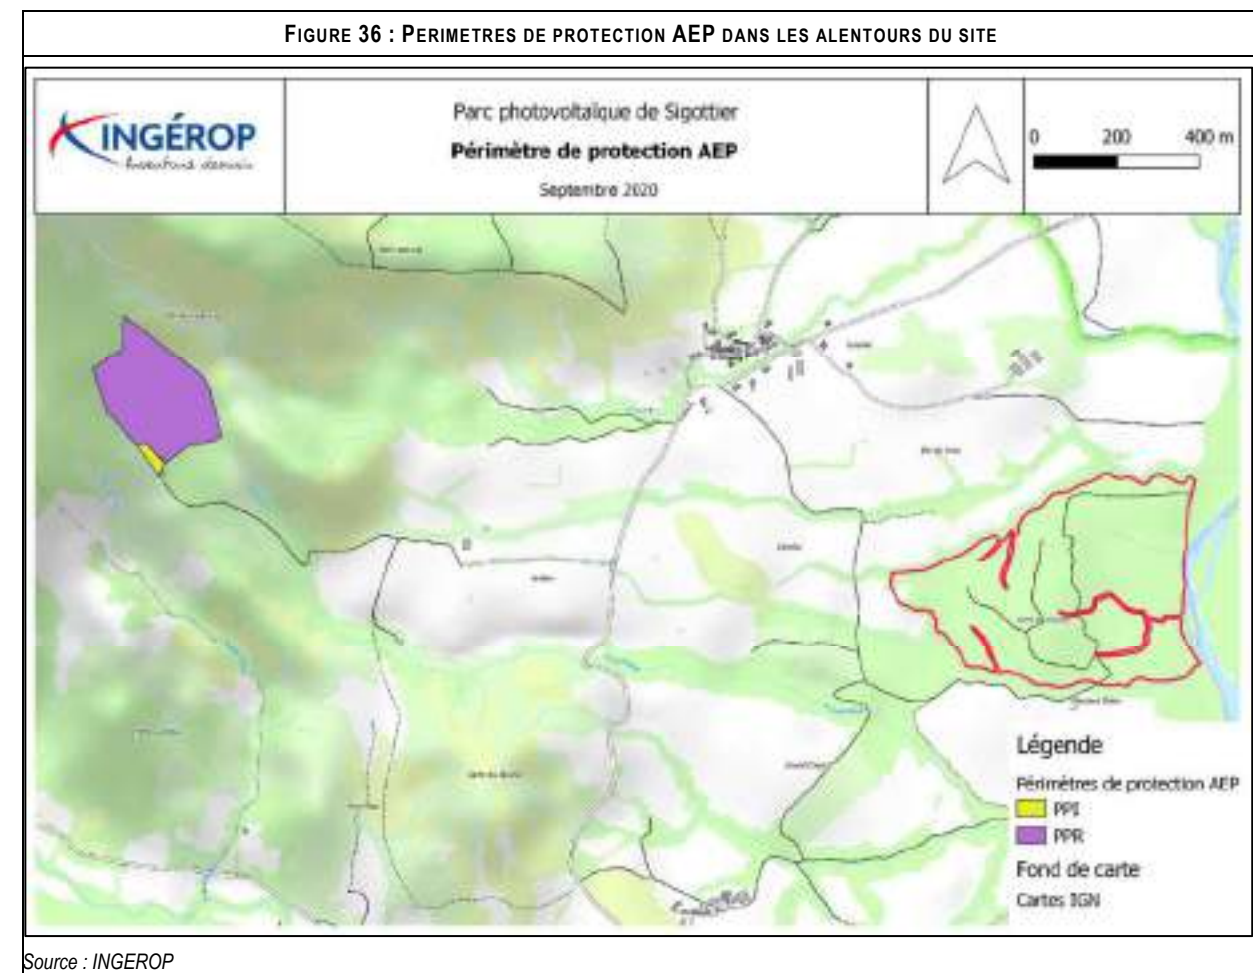 FIGURE 36 : PERIMETRES DE PROTECTION AEP DANS LES ALENTOURS DU SITE
INGÉROP
Inventons demain
Parc photovoltaïque de Sigottier
Périmètre de protection AEP
Septembre 2020
0 200 400 m
Légende
Périmètres de protection AEP
PPI
PPR
Fond de carte
Cartes IGN
Source : INGEROP